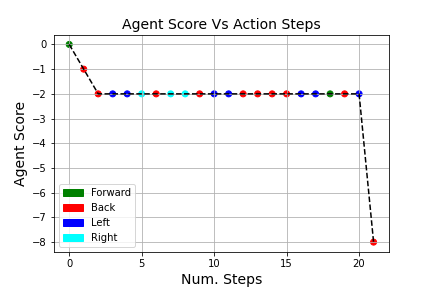 Agent Score Vs Action Steps
0
−1
−2
−3
−4
−5
−6
−7
−8
Agent Score
Forward
Back
Left
Right
0 5 10 15 20
Num. Steps